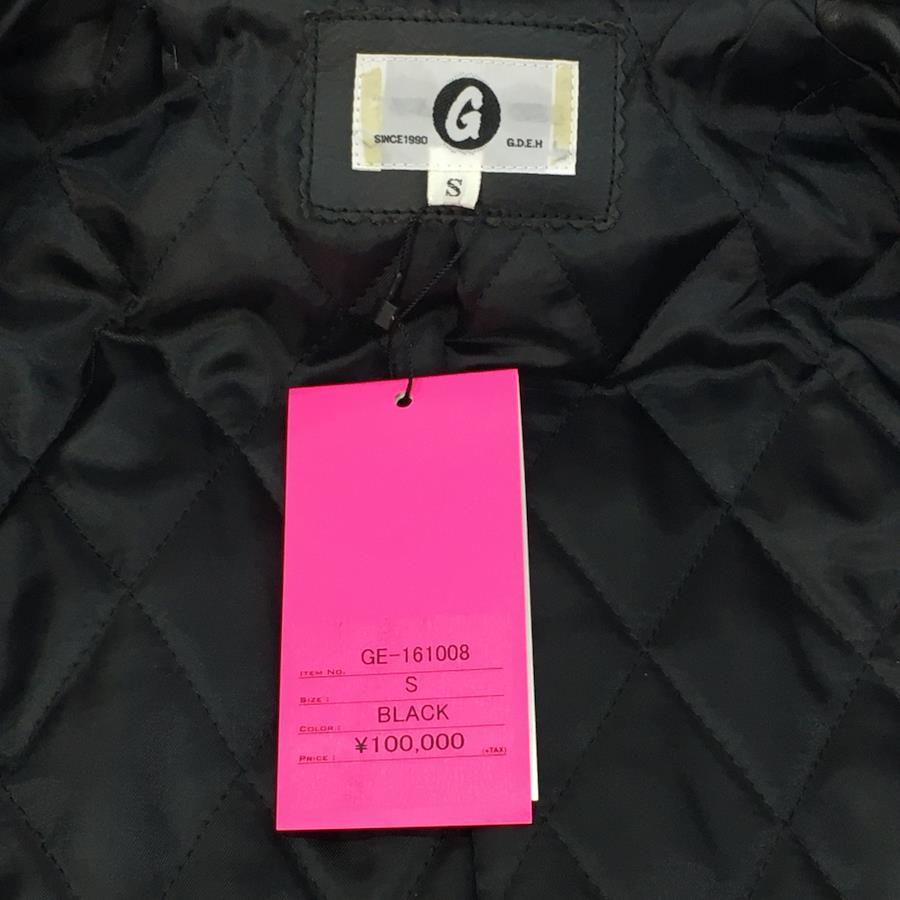 G
SINCE1990 G.D.E.H
S
ITEM NO. GE-161008
SIZE : S
COLOR : BLACK
PRICE : ¥100,000 (+TAX)